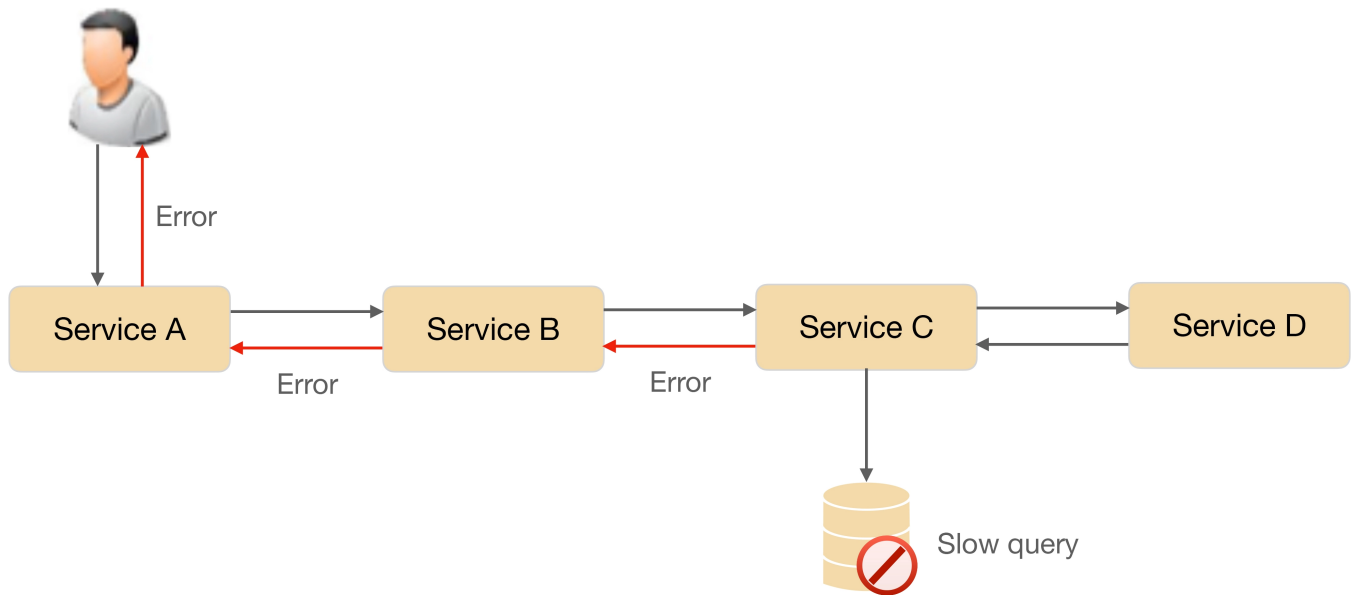 Error
Service A
Service B
Service C
Service D
Error
Error
Slow query